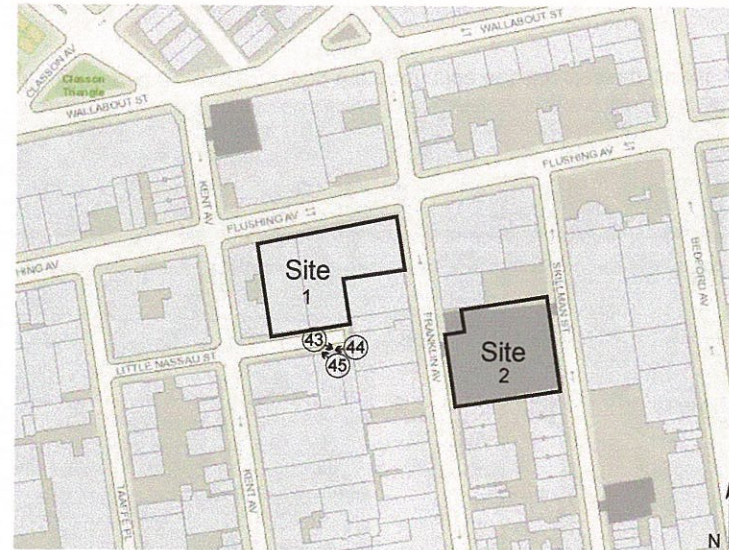 CLASSON AV
Classon
Triangle
WALLABOUT ST
WALLABOUT ST
KENT AV
FLUSHING AV
FLUSHING AV
HING AV
Site
1
43
44
45
LITTLE NASSAU ST
FRANKLIN AV
SKILLMAN ST
BEDFORD AV
Site
2
KENT AV
TAAFFE PL
N